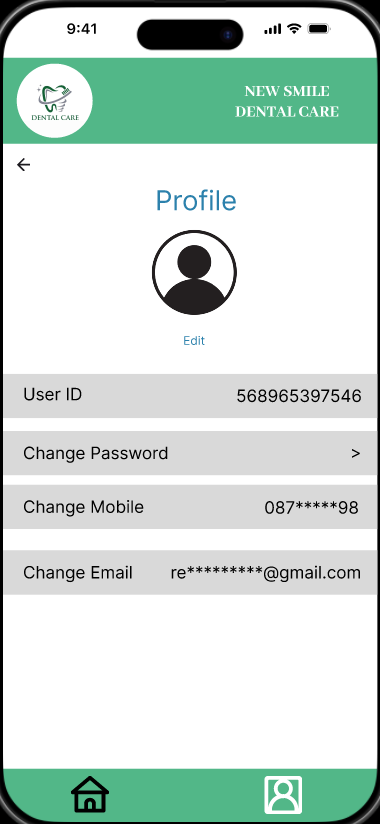 9:41
DENTAL CARE
NEW SMILE
DENTAL CARE
Profile
Edit
User ID 568965397546
Change Password >
Change Mobile 087*****98
Change Email re*********@gmail.com